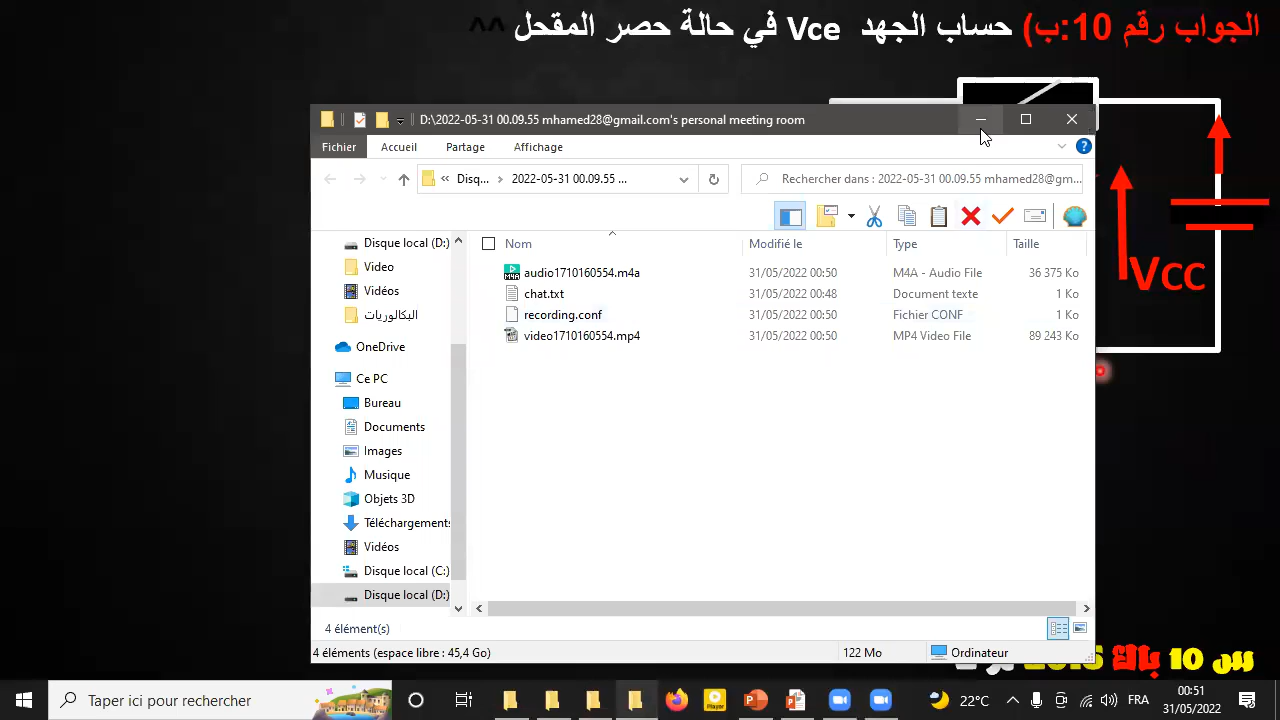 الجواب رقم 10:ب) حساب الجهد Vce في حالة حصر المقحل ^^
D:\2022-05-31 00.09.55 mhamed28@gmail.com's personal meeting room
Fichier Accueil Partage Affichage
« Disq... > 2022-05-31 00.09.55 ... Rechercher dans : 2022-05-31 00.09.55 mhamed28@gm...
Nom Modifié le Type Taille
audio1710160554.m4a 31/05/2022 00:50 M4A - Audio File 36 375 Ko
chat.txt 31/05/2022 00:48 Document texte 1 Ko
recording.conf 31/05/2022 00:50 Fichier CONF 1 Ko
video1710160554.mp4 31/05/2022 00:50 MP4 Video File 89 243 Ko
Disque local (D:)
Video
Vidéos
البكالوريات
OneDrive
Ce PC
Bureau
Documents
Images
Musique
Objets 3D
Téléchargements
Vidéos
Disque local (C:)
Disque local (D:)
Vcc
4 élément(s)
4 éléments (espace libre : 45,4 Go) 122 Mo Ordinateur
س 10 باك
Taper ici pour rechercher
Player
22°C
FRA
00:51
31/05/2022